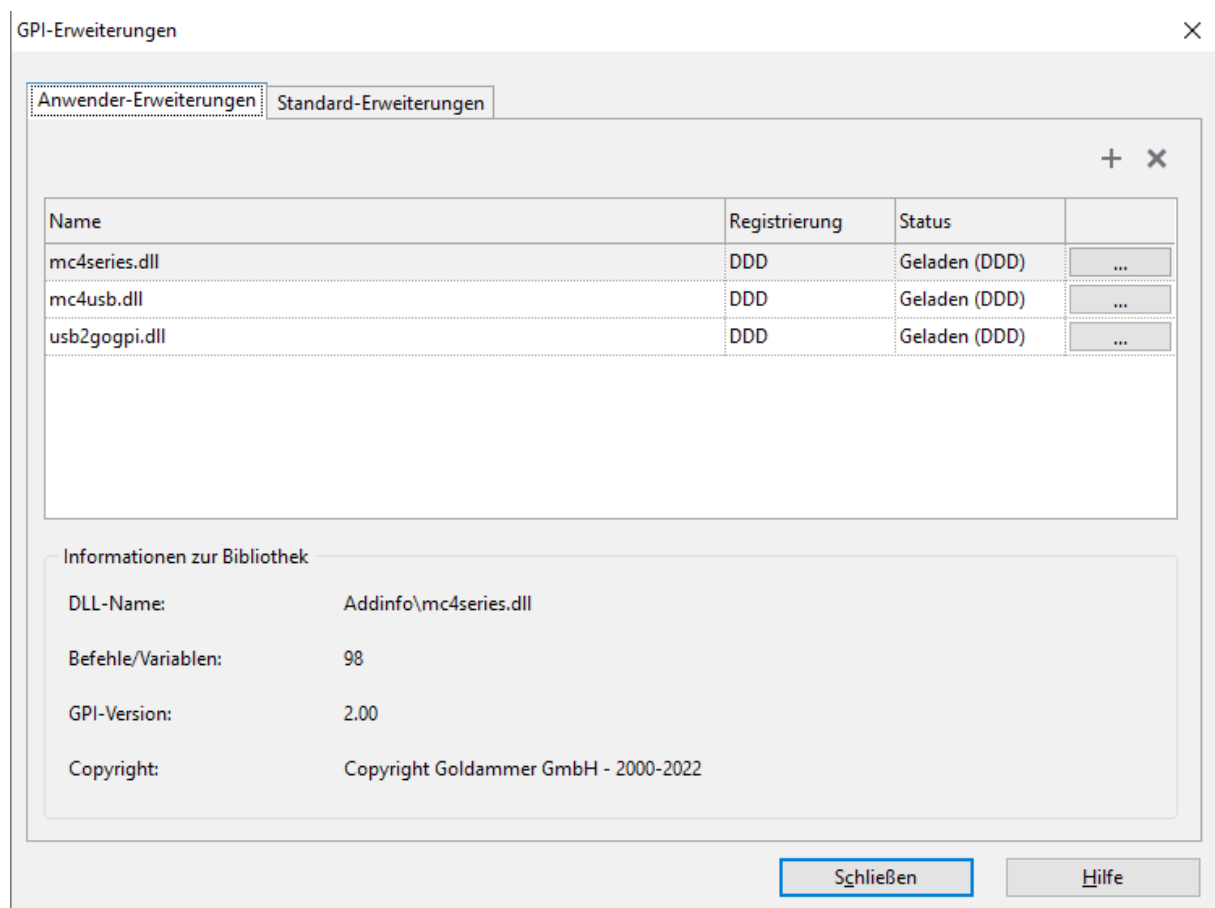 GPI-Erweiterungen
Anwender-Erweiterungen Standard-Erweiterungen
Name Registrierung Status
mc4series.dll DDD Geladen (DDD) ...
mc4usb.dll DDD Geladen (DDD) ...
usb2gogpi.dll DDD Geladen (DDD) ...
Informationen zur Bibliothek
DLL-Name: Addinfo\mc4series.dll
Befehle/Variablen: 98
GPI-Version: 2.00
Copyright: Copyright Goldammer GmbH - 2000-2022
Schließen Hilfe